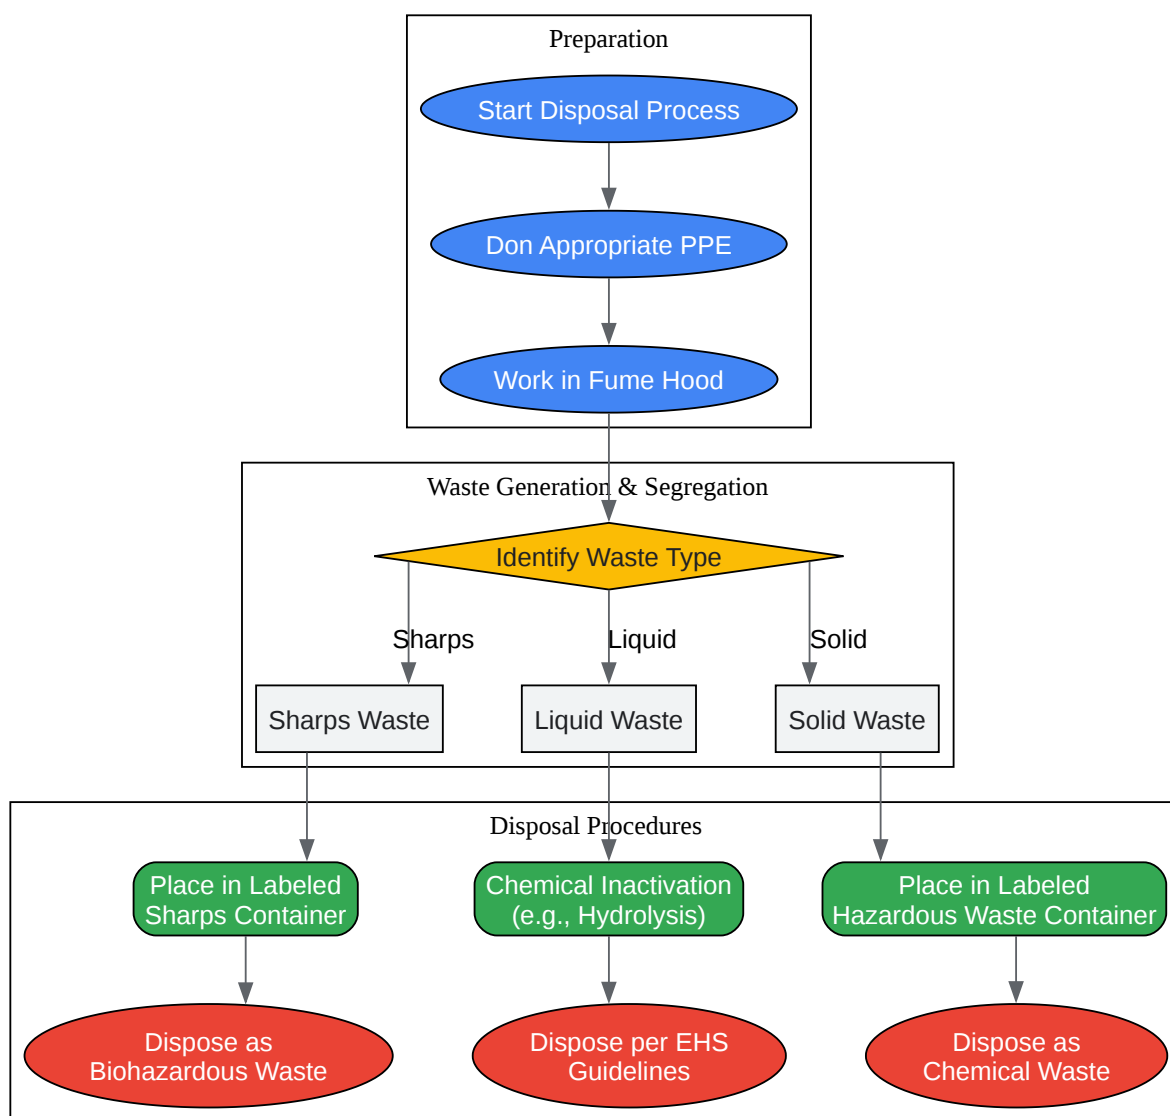 Preparation
Start Disposal Process
Don Appropriate PPE
Work in Fume Hood
Waste Generation & Segregation
Identify Waste Type
Sharps
Liquid
Solid
Sharps Waste
Liquid Waste
Solid Waste
Disposal Procedures
Place in Labeled
Sharps Container
Chemical Inactivation
(e.g., Hydrolysis)
Place in Labeled
Hazardous Waste Container
Dispose as
Biohazardous Waste
Dispose per EHS
Guidelines
Dispose as
Chemical Waste